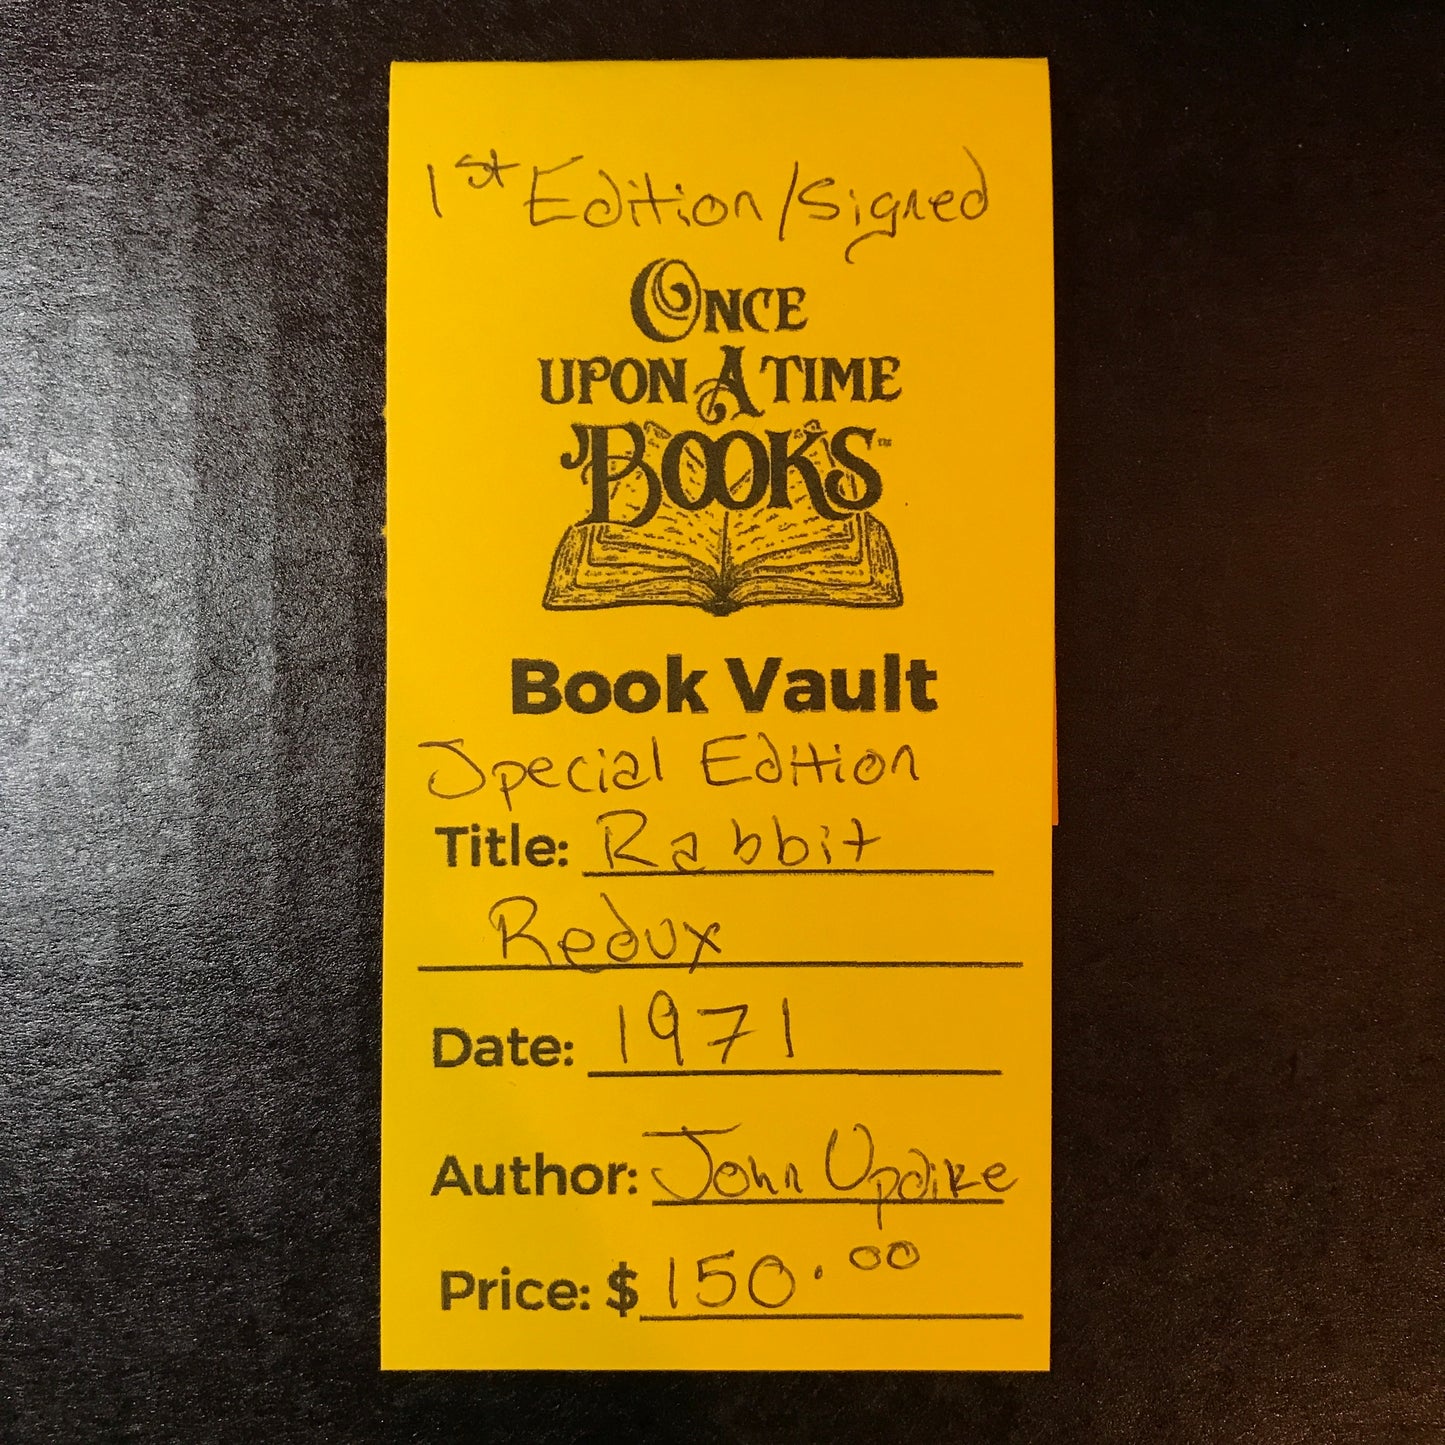 1st Edition/Signed
ONCE
UPON A TIME
BOOKS™
Book Vault
Special Edition
Title: Rabbit
Redux
Date: 1971
Author: John Updike
Price: $ 150.00